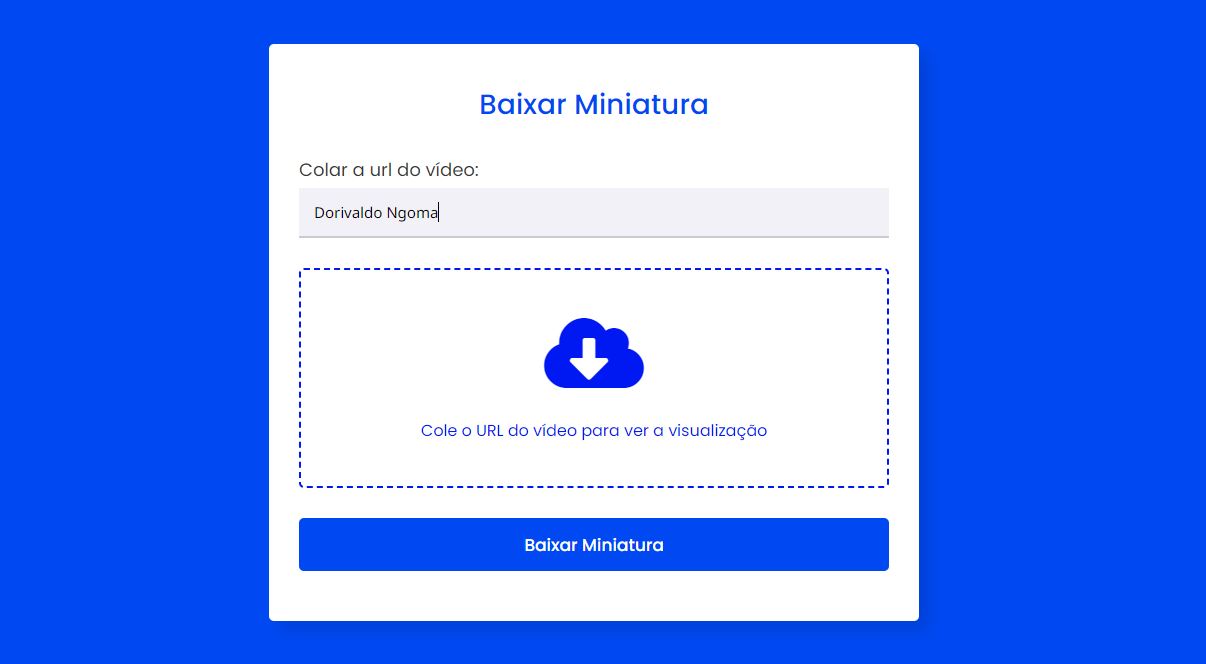 Baixar Miniatura
Colar a url do vídeo:
Dorivaldo Ngoma
Cole o URL do vídeo para ver a visualização
Baixar Miniatura